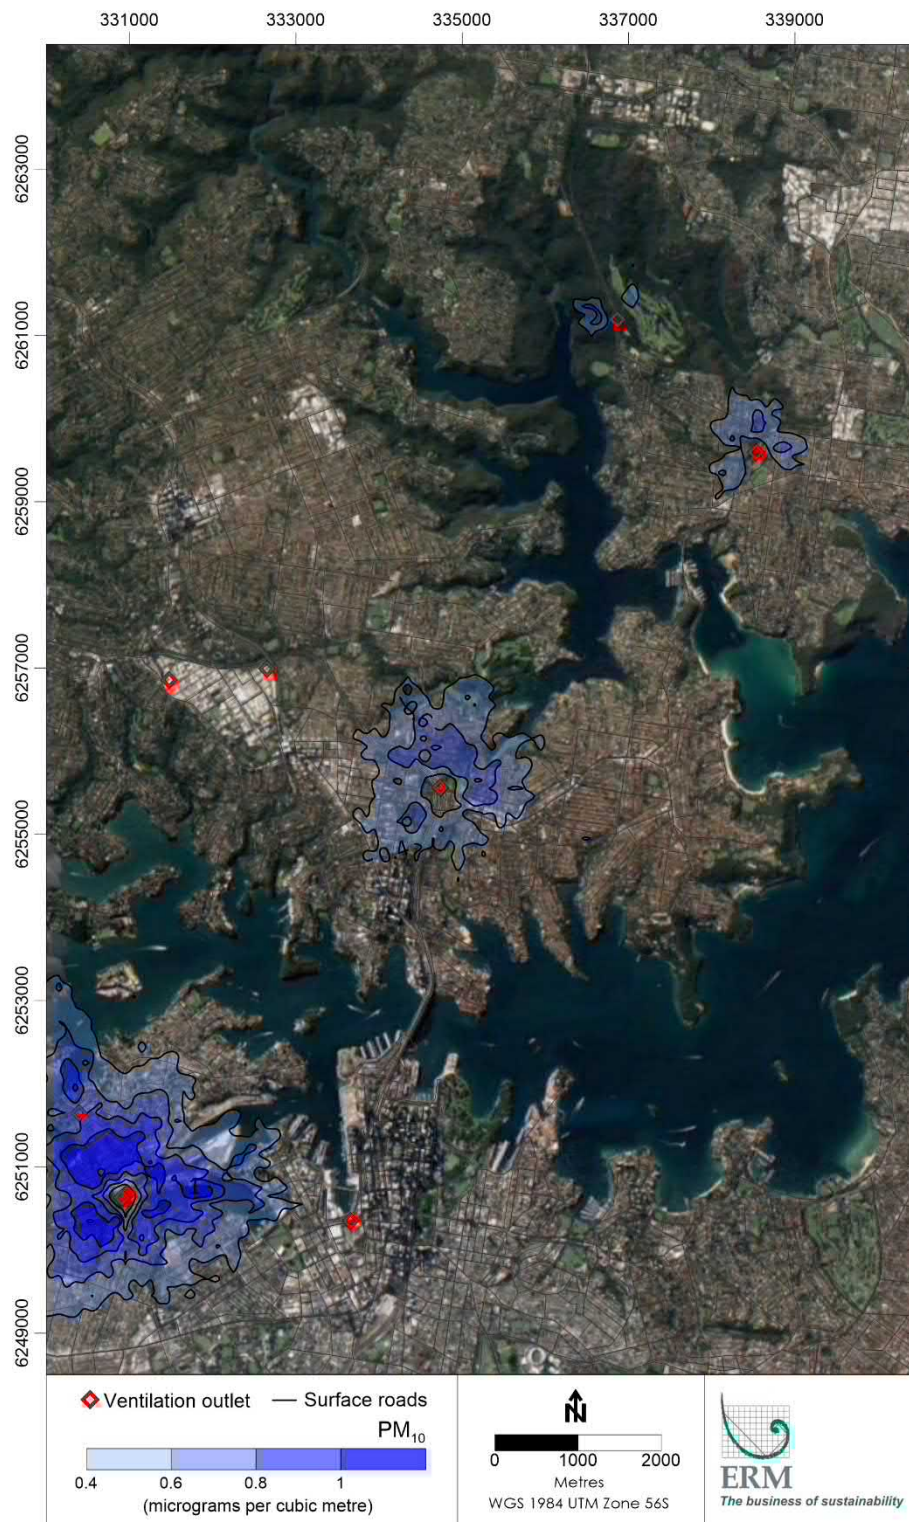 331000 333000 335000 337000 339000
6263000
6261000
6259000
6257000
6255000
6253000
6251000
6249000
Ventilation outlet Surface roads
PM₁₀
0.4 0.6 0.8 1
(micrograms per cubic metre)
N
0 1000 2000
Metres
WGS 1984 UTM Zone 56S
ERM
The business of sustainability